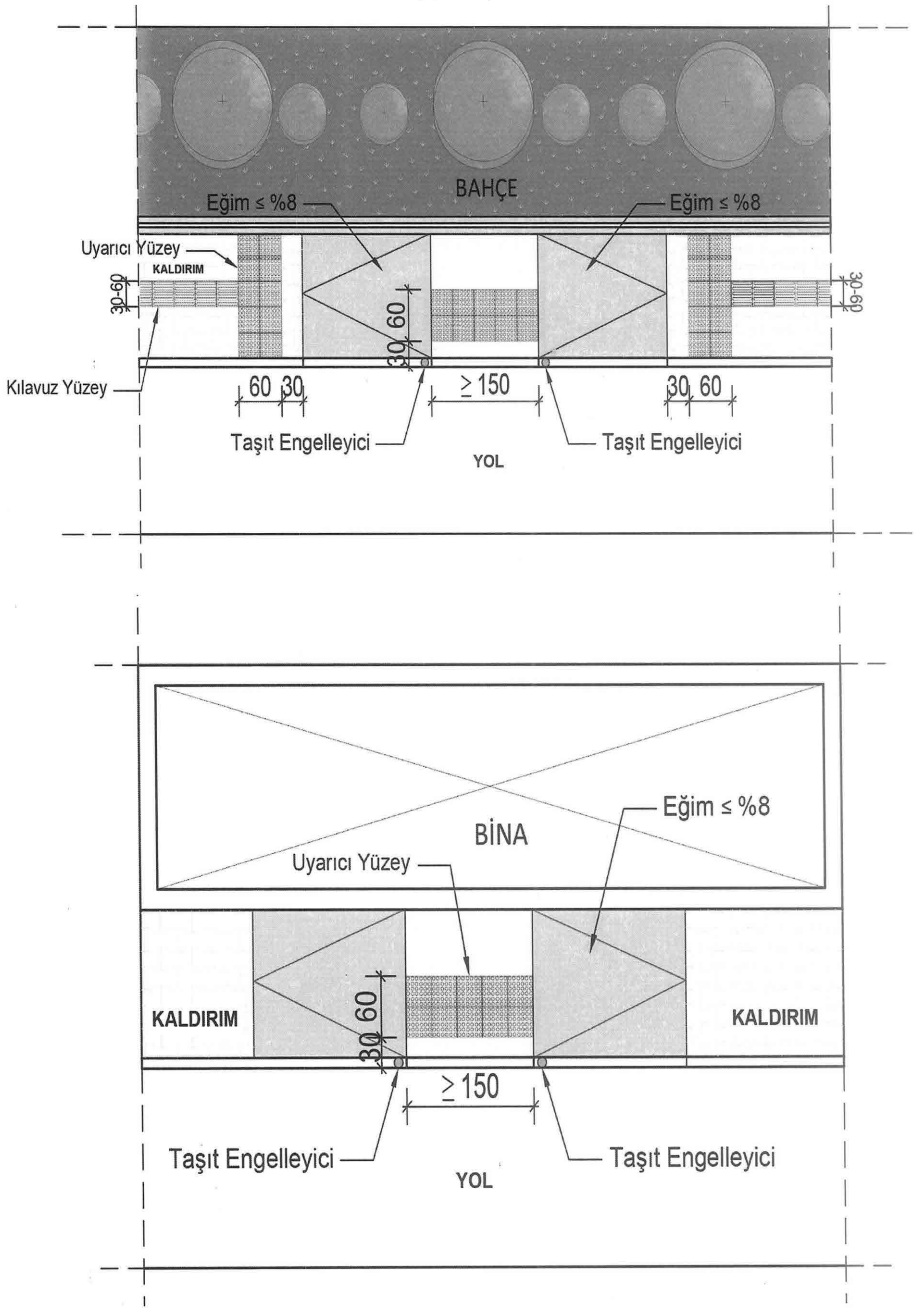 BAHÇE
Eğim ≤ %8
Eğim ≤ %8
Uyarıcı Yüzey
KALDIRIM
30-60
60
30
30-60
Kılavuz Yüzey
60
30
≥ 150
30
60
Taşıt Engelleyici
Taşıt Engelleyici
YOL
Eğim ≤ %8
BİNA
Uyarıcı Yüzey
60
30
KALDIRIM
KALDIRIM
≥ 150
Taşıt Engelleyici
Taşıt Engelleyici
YOL